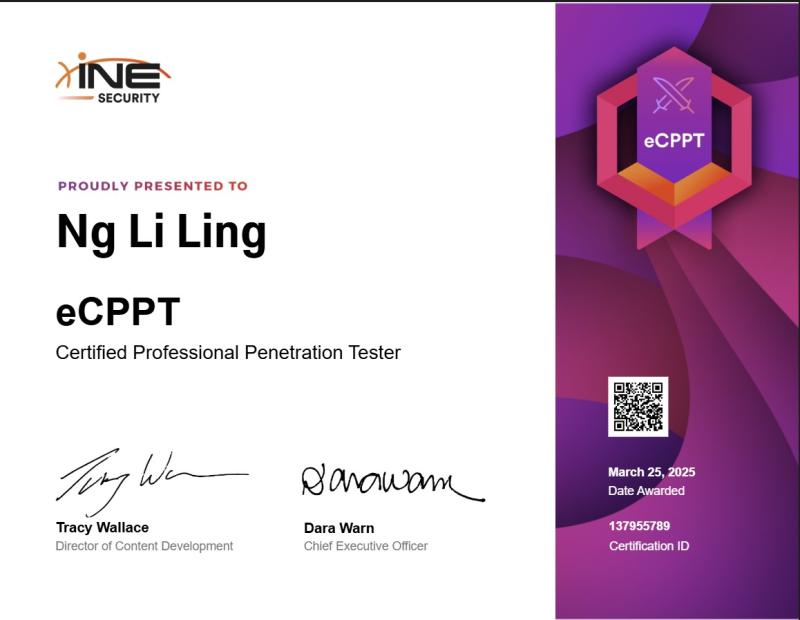 INE
SECURITY
PROUDLY PRESENTED TO
Ng Li Ling
eCPPT
Certified Professional Penetration Tester
Tracy Wallace
Director of Content Development
Dara Warn
Chief Executive Officer
eCPPT
March 25, 2025
Date Awarded
137955789
Certification ID